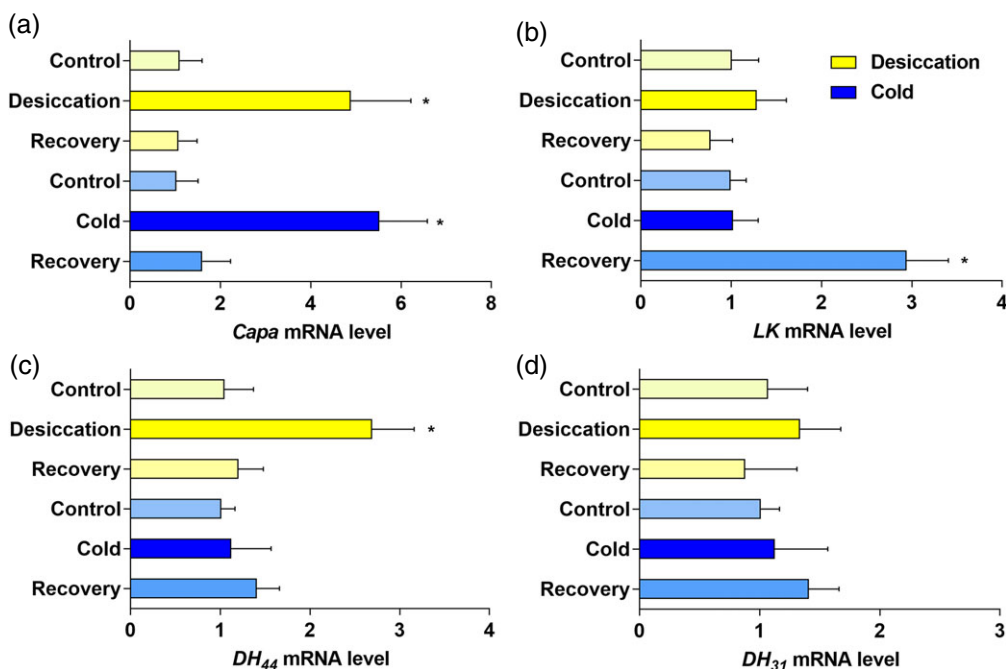 (a)
Control
Desiccation
*
Recovery
Control
Cold
*
Recovery
0 2 4 6 8
Capa mRNA level
(b)
Control
Desiccation
Recovery
Control
Cold
Recovery
*
0 1 2 3 4
LK mRNA level
Desiccation
Cold
(c)
Control
Desiccation
*
Recovery
Control
Cold
Recovery
0 1 2 3 4
DH44 mRNA level
(d)
Control
Desiccation
Recovery
Control
Cold
Recovery
0 1 2 3
DH31 mRNA level